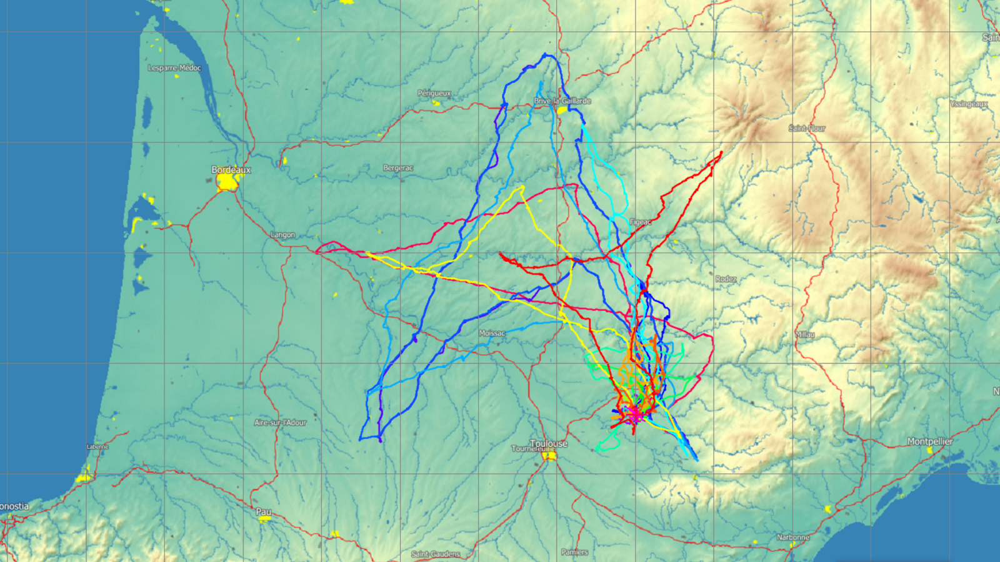 Lesparre-Médoc
Périgueux
Brive-la-Gaillarde
Yssingeaux
Saint-Flour
Bordeaux
Bergerac
Langon
Figeac
Rodez
Moissac
Millau
Aire-sur-l'Adour
Labenne
Toulouse
Tournefeuille
Montpellier
Pau
Narbonne
Saint-Gaudens
Pamiers